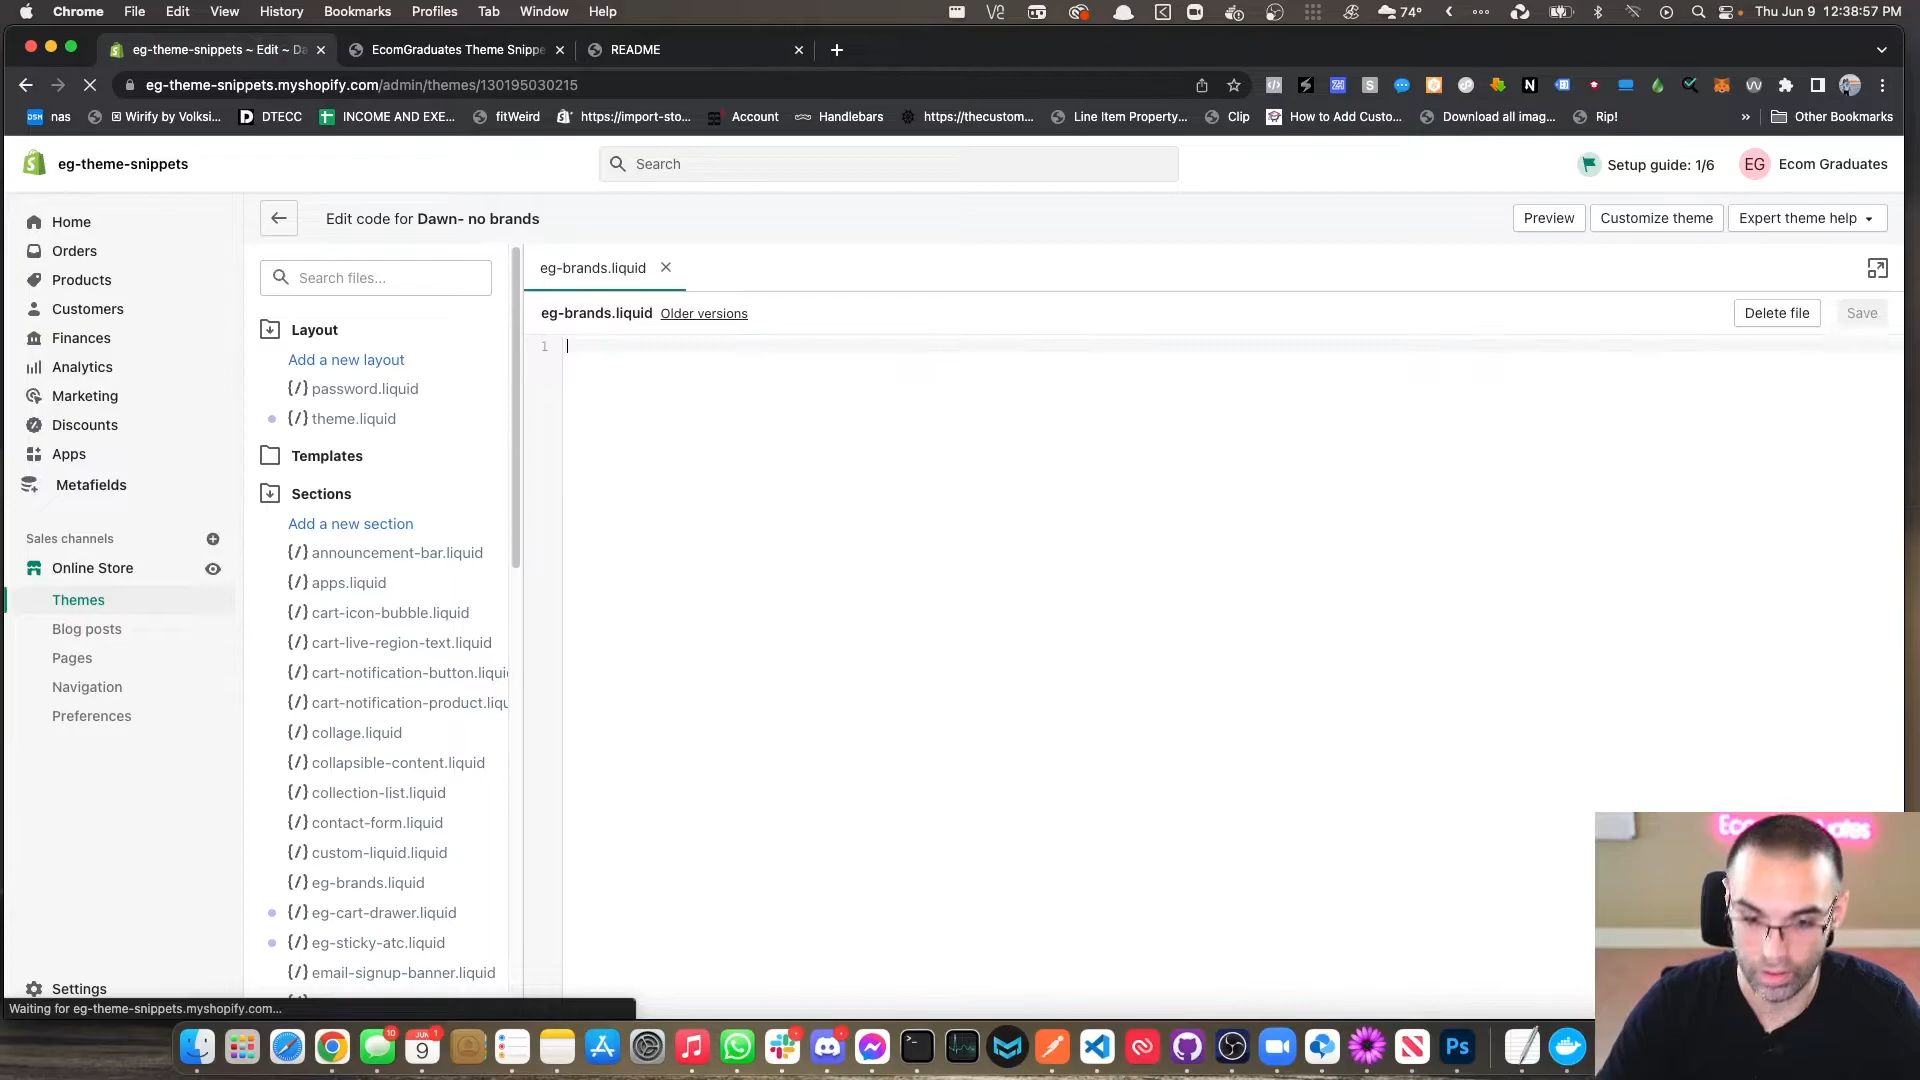 Chrome File Edit View History Bookmarks Profiles Tab Window Help 74° Thu Jun 9 12:38:57 PM
eg-theme-snippets ~ Edit ~ Da EcomGraduates Theme Snippe README
eg-theme-snippets.myshopify.com/admin/themes/130195030215
nas Wirify by Volksi... DTECC INCOME AND EXE... fitWeird https://import-sto... Account Handlebars https://thecustom... Line Item Property... Clip How to Add Custo... Download all imag... Rip! » Other Bookmarks
eg-theme-snippets Search Setup guide: 1/6 EG Ecom Graduates
Edit code for Dawn- no brands Preview Customize theme Expert theme help
Home
Orders
Products
Customers
Finances
Analytics
Marketing
Discounts
Apps
Metafields
Sales channels
Online Store
Themes
Blog posts
Pages
Navigation
Preferences
Settings
Search files...
Layout
Add a new layout
{/} password.liquid
{/} theme.liquid
Templates
Sections
Add a new section
{/} announcement-bar.liquid
{/} apps.liquid
{/} cart-icon-bubble.liquid
{/} cart-live-region-text.liquid
{/} cart-notification-button.liqui
{/} cart-notification-product.liqu
{/} collage.liquid
{/} collapsible-content.liquid
{/} collection-list.liquid
{/} contact-form.liquid
{/} custom-liquid.liquid
{/} eg-brands.liquid
{/} eg-cart-drawer.liquid
{/} eg-sticky-atc.liquid
{/} email-signup-banner.liquid
eg-brands.liquid
eg-brands.liquid Older versions Delete file Save
1
Waiting for eg-theme-snippets.myshopify.com...
10
JUN 1
9
Ps